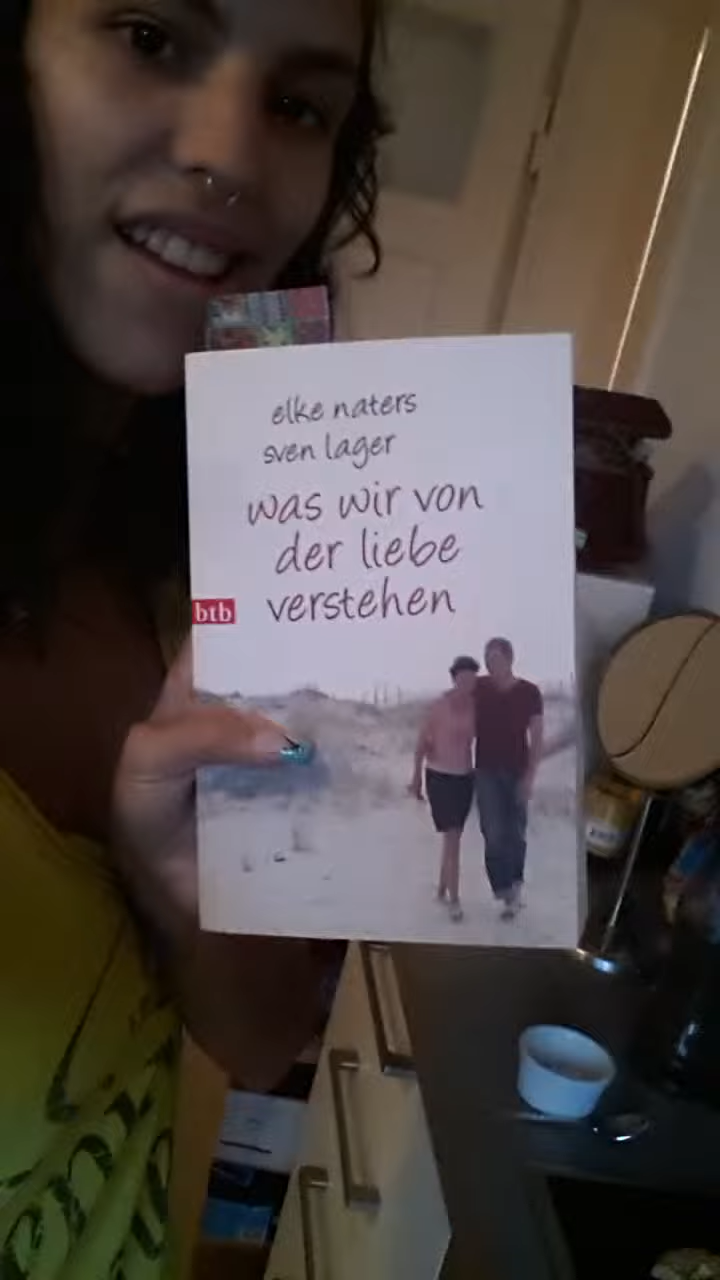 elke naters
sven lager
was wir von
der liebe
verstehen
btb